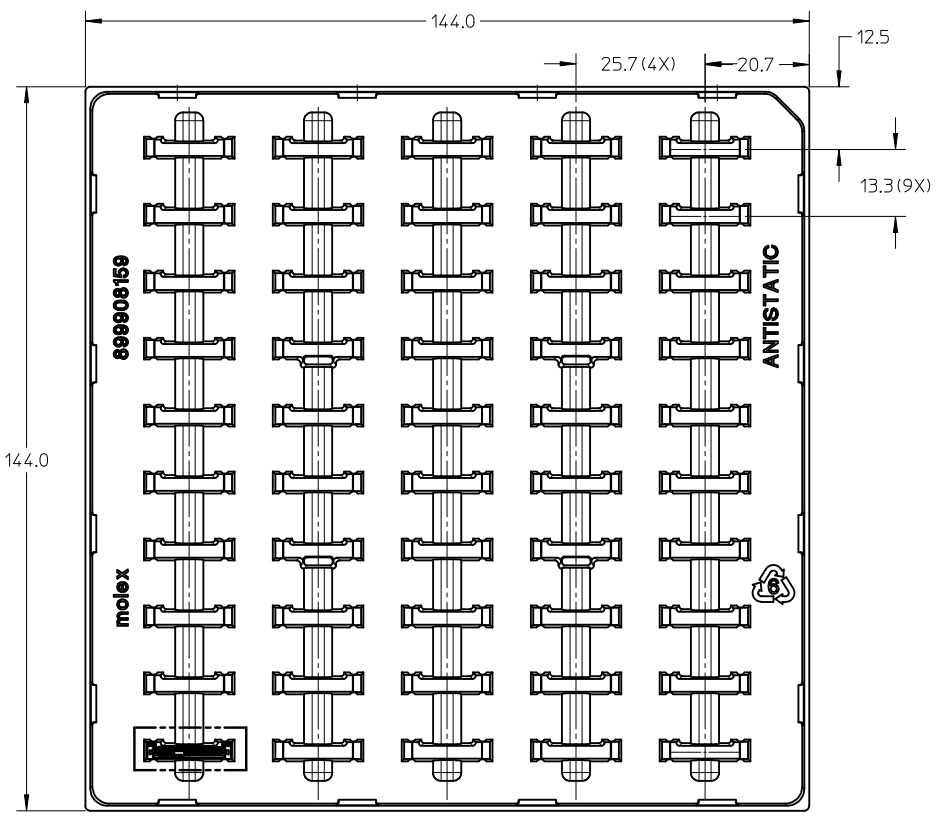 144.0
12.5
25.7 (4X)
20.7
13.3 (9X)
899908159
ANTISTATIC
144.0
molex
6